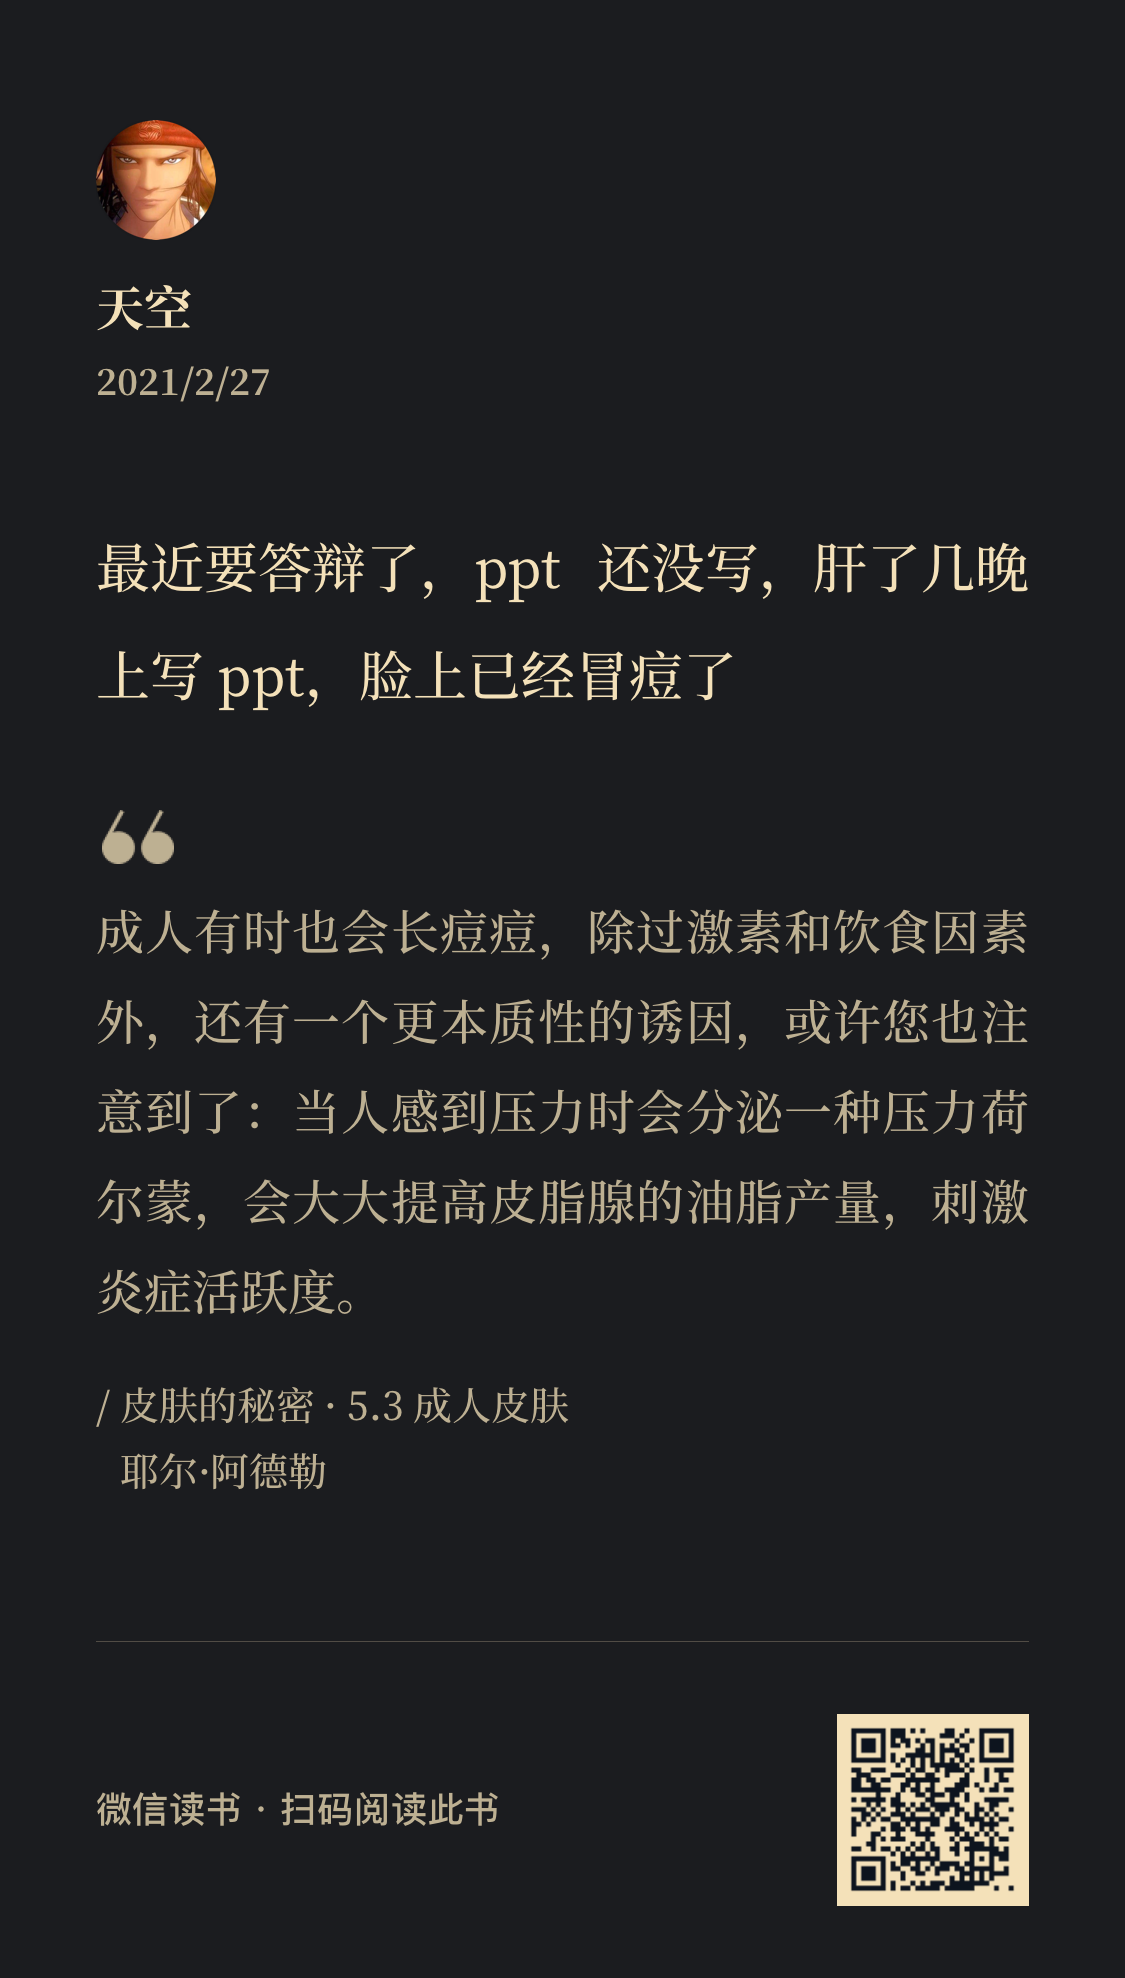 天空
2021/2/27
最近要答辩了，ppt 还没写，肝了几晚
上写 ppt，脸上已经冒痘了
“
成人有时也会长痘痘，除过激素和饮食因素
外，还有一个更本质性的诱因，或许您也注
意到了：当人感到压力时会分泌一种压力荷
尔蒙，会大大提高皮脂腺的油脂产量，刺激
炎症活跃度。
/ 皮肤的秘密 · 5.3 成人皮肤
耶尔·阿德勒
微信读书 · 扫码阅读此书